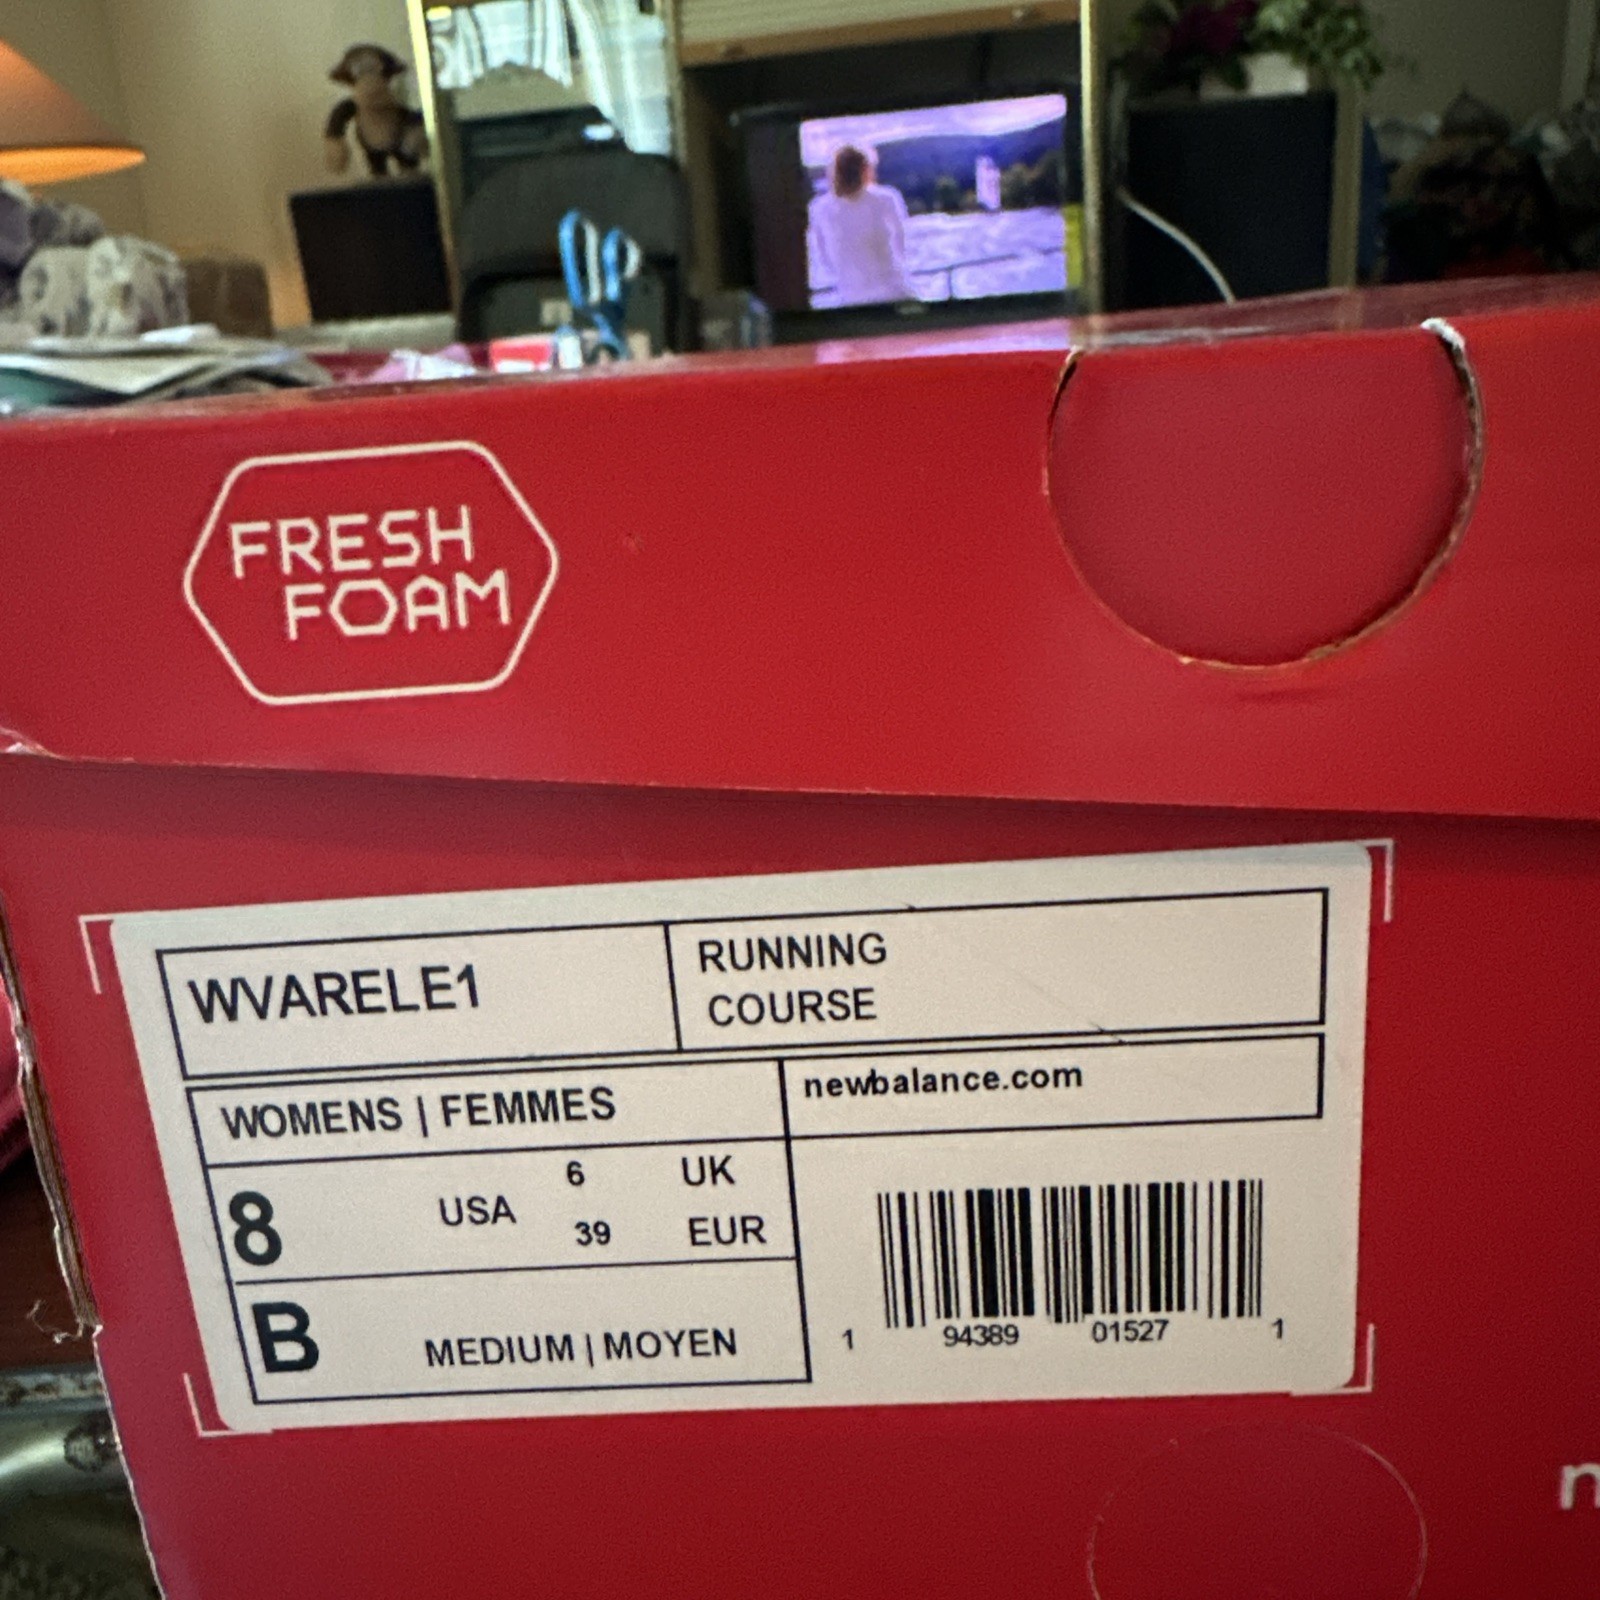 FRESH
FOAM
WVARELE1
RUNNING
COURSE
WOMENS | FEMMES
newbalance.com
8 USA 6 UK
39 EUR
B MEDIUM | MOYEN
1 94389 01527 1
n